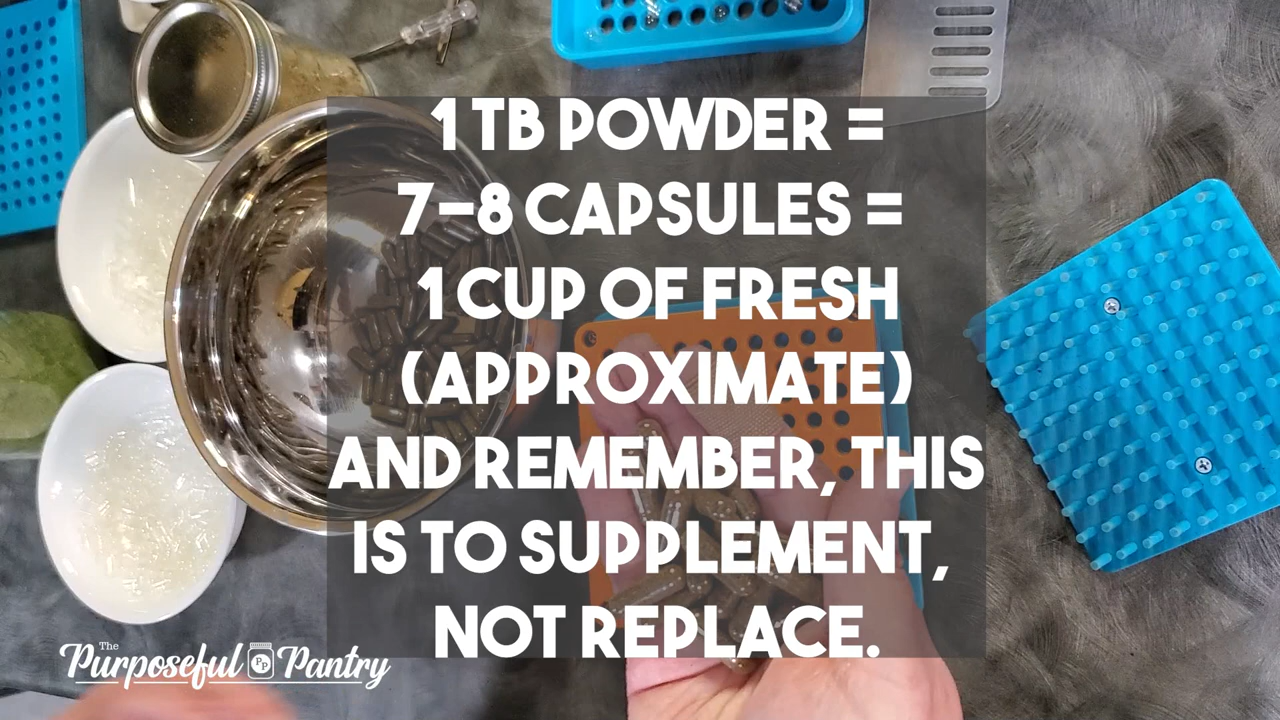 1 TB POWDER =
7-8 CAPSULES =
1 CUP OF FRESH
(APPROXIMATE)
AND REMEMBER, THIS
IS TO SUPPLEMENT,
NOT REPLACE.
The
Purposeful PP Pantry